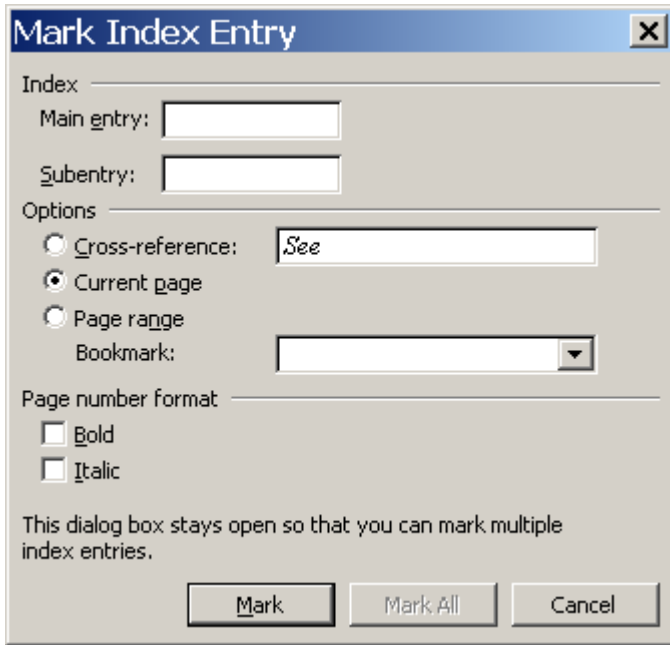 Mark Index Entry
Index
Main entry:
Subentry:
Options
Cross-reference: See
Current page
Page range
Bookmark:
Page number format
Bold
Italic
This dialog box stays open so that you can mark multiple
index entries.
Mark Mark All Cancel